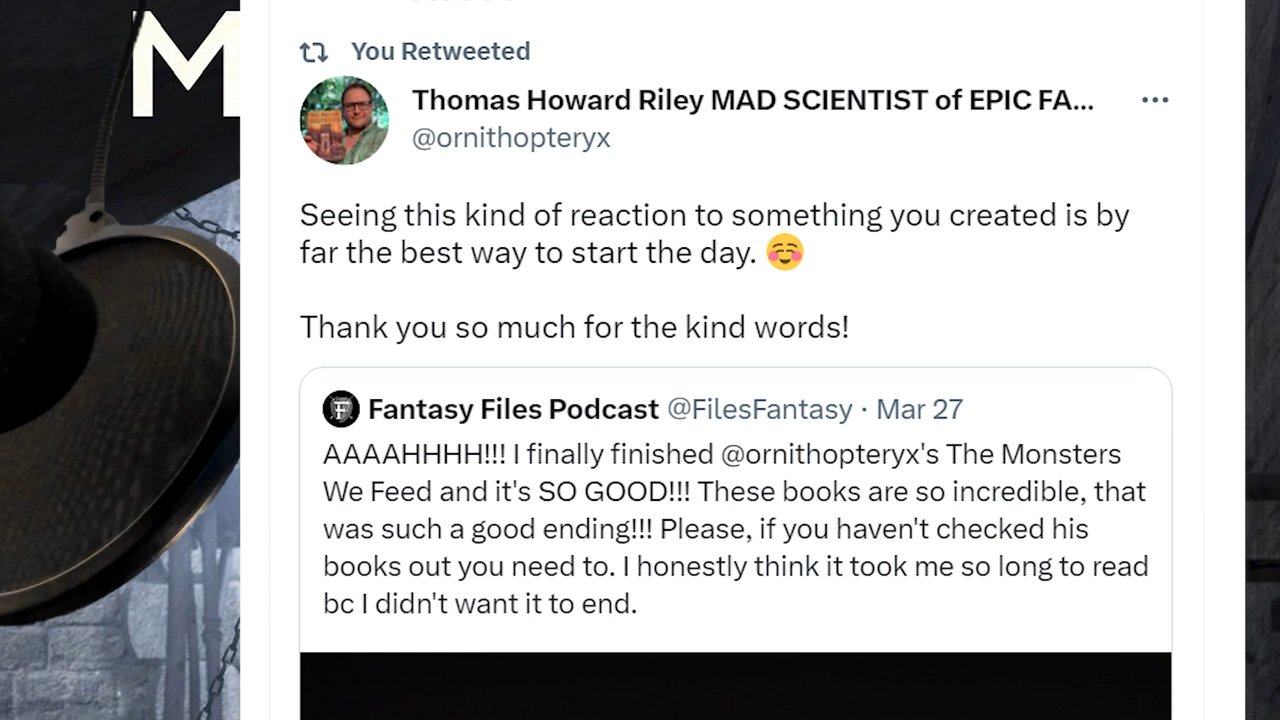 M
You Retweeted
Thomas Howard Riley MAD SCIENTIST of EPIC FA...
@ornithopteryx
Seeing this kind of reaction to something you created is by
far the best way to start the day. ☺️
Thank you so much for the kind words!
Fantasy Files Podcast @FilesFantasy · Mar 27
AAAAHHHH!!! I finally finished @ornithopteryx's The Monsters
We Feed and it's SO GOOD!!! These books are so incredible, that
was such a good ending!!! Please, if you haven't checked his
books out you need to. I honestly think it took me so long to read
bc I didn't want it to end.